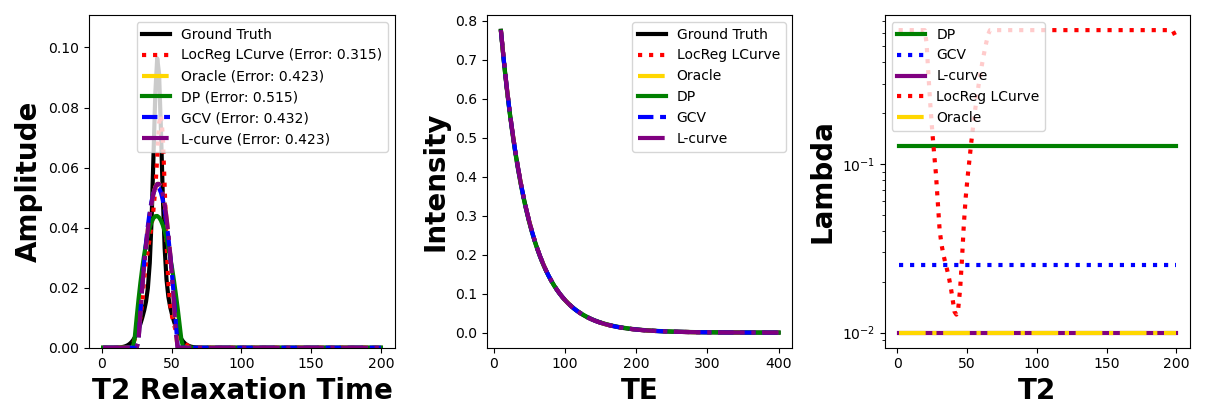 Amplitude
0.10
0.08
0.06
0.04
0.02
0.00
Ground Truth
LocReg LCurve (Error: 0.315)
Oracle (Error: 0.423)
DP (Error: 0.515)
GCV (Error: 0.432)
L-curve (Error: 0.423)
0 50 100 150 200
T2 Relaxation Time
Intensity
0.8
0.7
0.6
0.5
0.4
0.3
0.2
0.1
0.0
Ground Truth
LocReg LCurve
Oracle
DP
GCV
L-curve
0 100 200 300 400
TE
Lambda
10⁻¹
10⁻²
DP
GCV
L-curve
LocReg LCurve
Oracle
0 50 100 150 200
T2